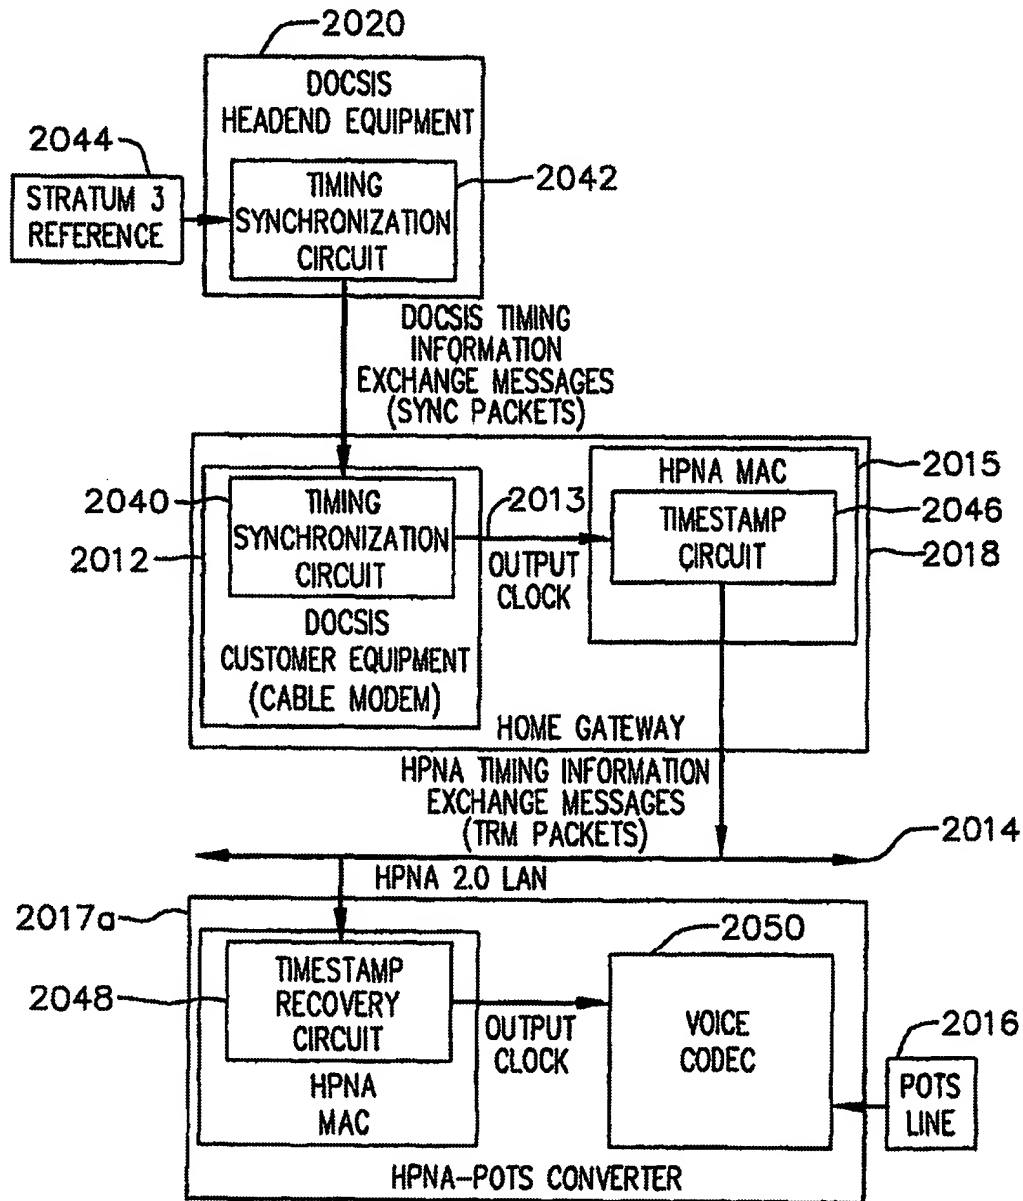 2020
DOCSIS
HEADEND EQUIPMENT
2044
STRATUM 3
REFERENCE
TIMING
SYNCHRONIZATION
CIRCUIT
2042
DOCSIS TIMING
INFORMATION
EXCHANGE MESSAGES
(SYNC PACKETS)
2040
2012
TIMING
SYNCHRONIZATION
CIRCUIT
DOCSIS
CUSTOMER EQUIPMENT
(CABLE MODEM)
2013
OUTPUT
CLOCK
HPNA MAC
TIMESTAMP
CIRCUIT
2015
2046
2018
HOME GATEWAY
HPNA TIMING INFORMATION
EXCHANGE MESSAGES
(TRM PACKETS)
2014
HPNA 2.0 LAN
2017a
2048
TIMESTAMP
RECOVERY
CIRCUIT
HPNA
MAC
OUTPUT
CLOCK
2050
VOICE
CODEC
2016
POTS
LINE
HPNA-POTS CONVERTER